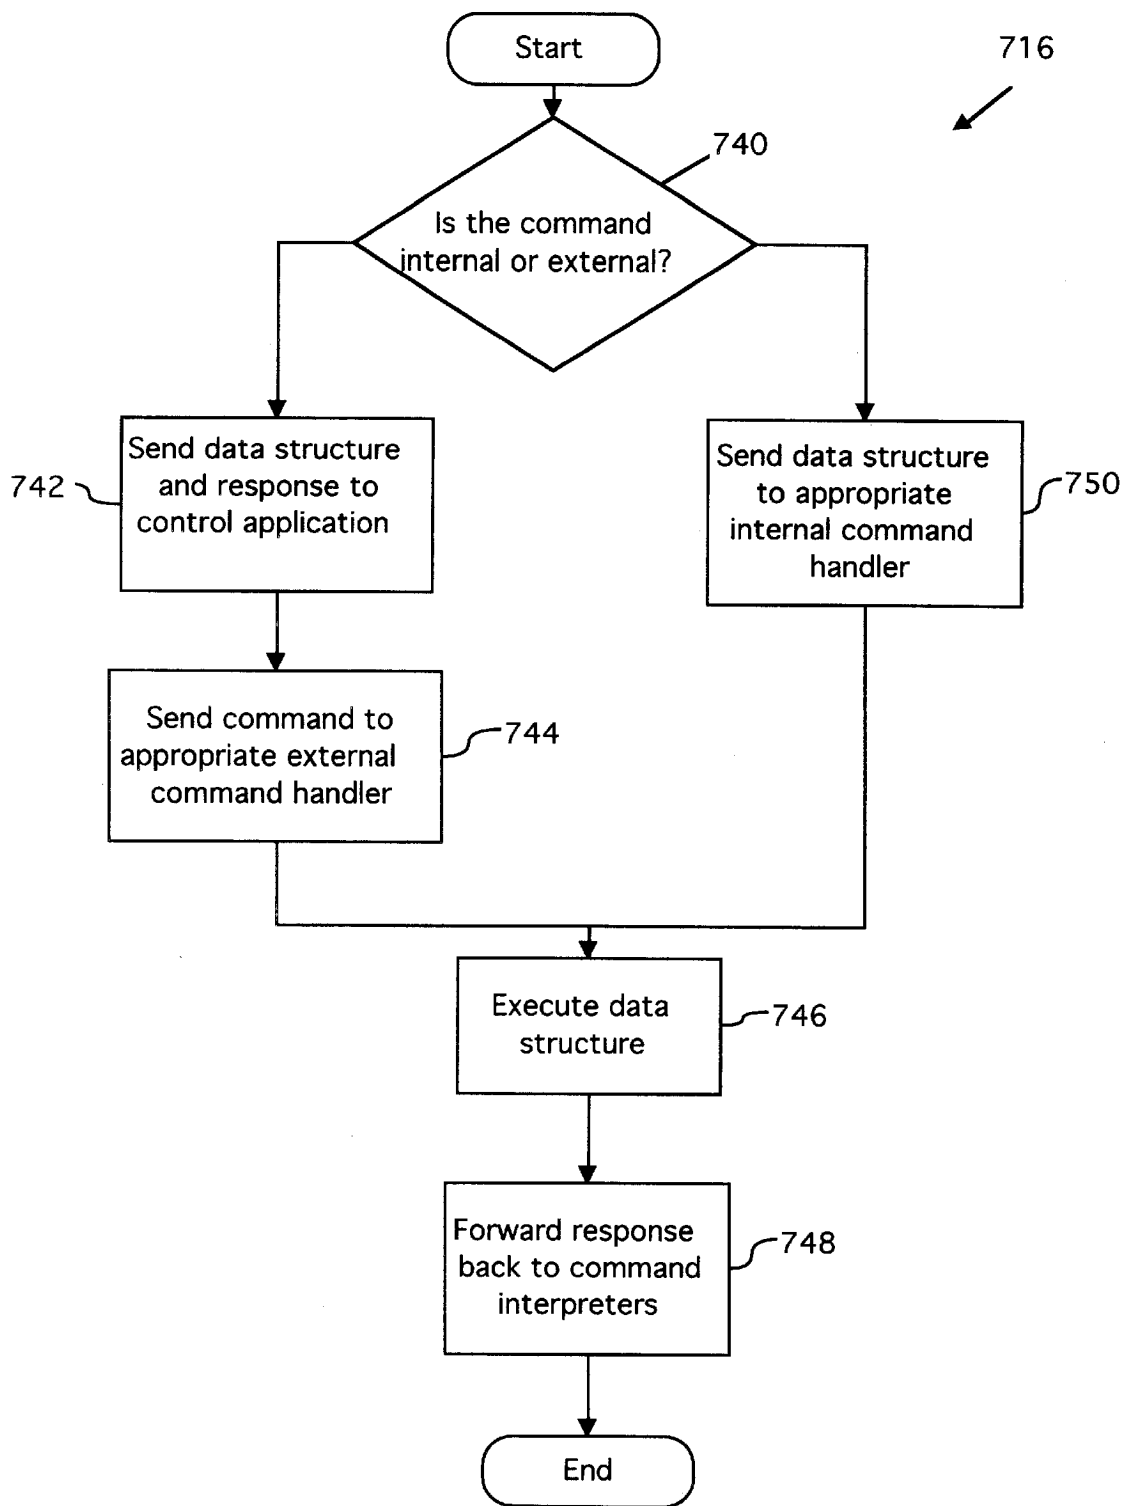 Start
716
740
Is the command
internal or external?
Send data structure
and response to
control application
742
Send data structure
to appropriate
internal command
handler
750
Send command to
appropriate external
command handler
744
Execute data
structure
746
Forward response
back to command
interpreters
748
End